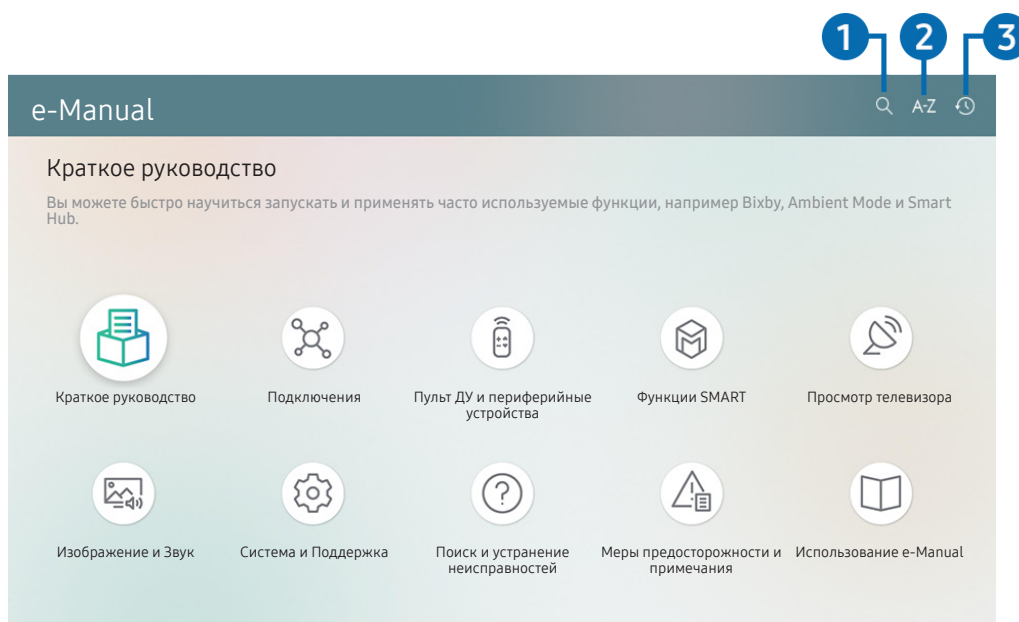 1 2 3
e-Manual
A-Z
Краткое руководство
Вы можете быстро научиться запускать и применять часто используемые функции, например Bixby, Ambient Mode и Smart
Hub.
Краткое руководство
Подключения
Пульт ДУ и периферийные
устройства
Функции SMART
Просмотр телевизора
Изображение и Звук
Система и Поддержка
Поиск и устранение
неисправностей
Меры предосторожности и
примечания
Использование e-Manual